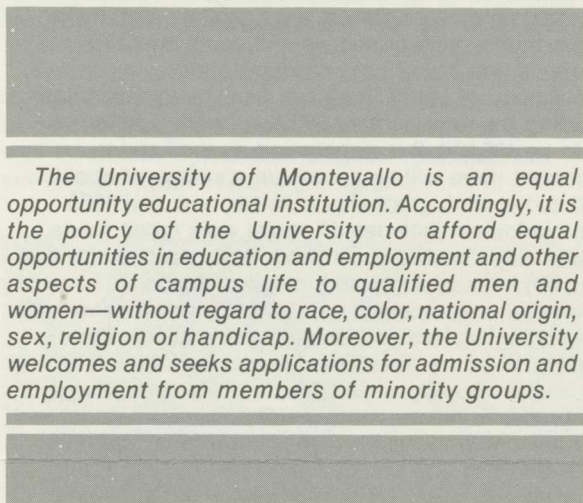 The University of Montevallo is an equal
opportunity educational institution. Accordingly, it is
the policy of the University to afford equal
opportunities in education and employment and other
aspects of campus life to qualified men and
women—without regard to race, color, national origin,
sex, religion or handicap. Moreover, the University
welcomes and seeks applications for admission and
employment from members of minority groups.